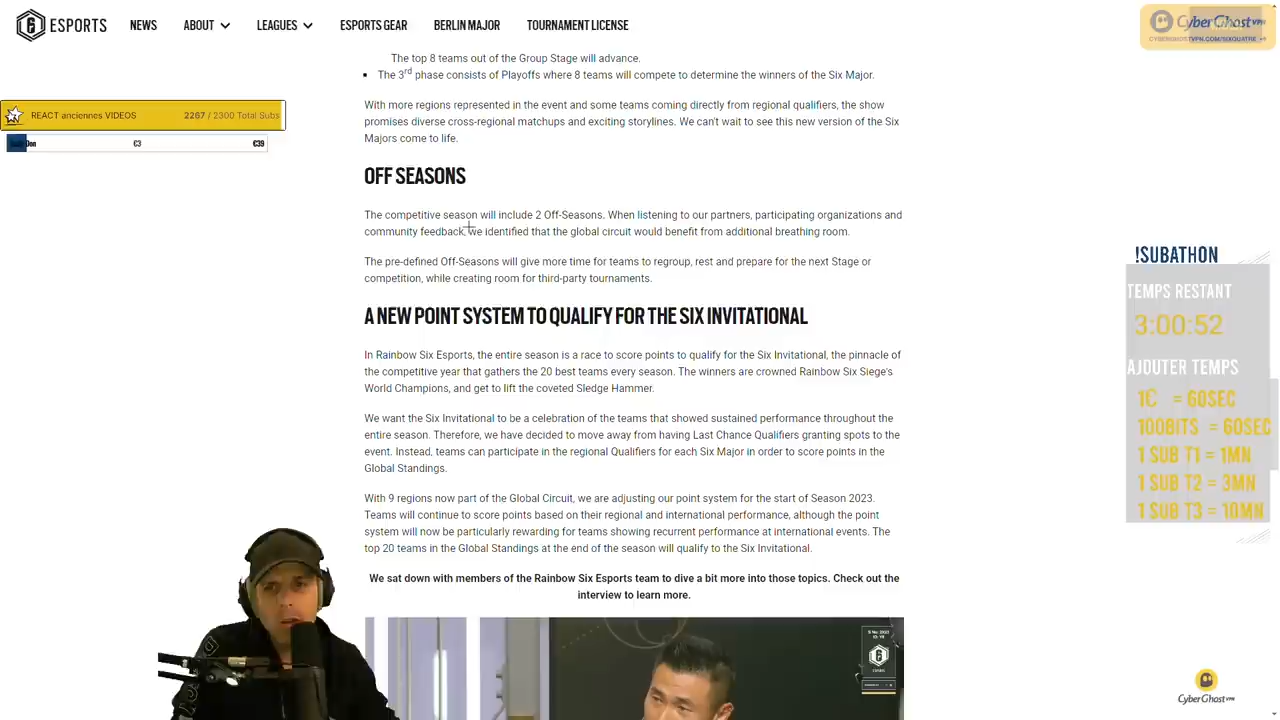 ESPORTS
NEWS
ABOUT
LEAGUES
ESPORTS GEAR
BERLIN MAJOR
TOURNAMENT LICENSE
CyberGhost VPN
The top 8 teams out of the Group Stage will advance.
The 3rd phase consists of Playoffs where 8 teams will compete to determine the winners of the Six Major.
REACT anciennes VIDEOS 2267 / 2300 Total Subs
€3 €39
With more regions represented in the event and some teams coming directly from regional qualifiers, the show
promises diverse cross-regional matchups and exciting storylines. We can't wait to see this new version of the Six
Majors come to life.
OFF SEASONS
The competitive season will include 2 Off-Seasons. When listening to our partners, participating organizations and
community feedback, we identified that the global circuit would benefit from additional breathing room.
The pre-defined Off-Seasons will give more time for teams to regroup, rest and prepare for the next Stage or
competition, while creating room for third-party tournaments.
A NEW POINT SYSTEM TO QUALIFY FOR THE SIX INVITATIONAL
In Rainbow Six Esports, the entire season is a race to score points to qualify for the Six Invitational, the pinnacle of
the competitive year that gathers the 20 best teams every season. The winners are crowned Rainbow Six Siege's
World Champions, and get to lift the coveted Sledge Hammer.
We want the Six Invitational to be a celebration of the teams that showed sustained performance throughout the
entire season. Therefore, we have decided to move away from having Last Chance Qualifiers granting spots to the
event. Instead, teams can participate in the regional Qualifiers for each Six Major in order to score points in the
Global Standings.
With 9 regions now part of the Global Circuit, we are adjusting our point system for the start of Season 2023.
Teams will continue to score points based on their regional and international performance, although the point
system will now be particularly rewarding for teams showing recurrent performance at international events. The
top 20 teams in the Global Standings at the end of the season will qualify to the Six Invitational.
We sat down with members of the Rainbow Six Esports team to dive a bit more into those topics. Check out the
interview to learn more.
!SUBATHON
TEMPS RESTANT
3:00:52
AJOUTER TEMPS
1€ = 60SEC
100BITS = 60SEC
1 SUB T1 = 1MN
1 SUB T2 = 3MN
1 SUB T3 = 10MN
CyberGhost VPN